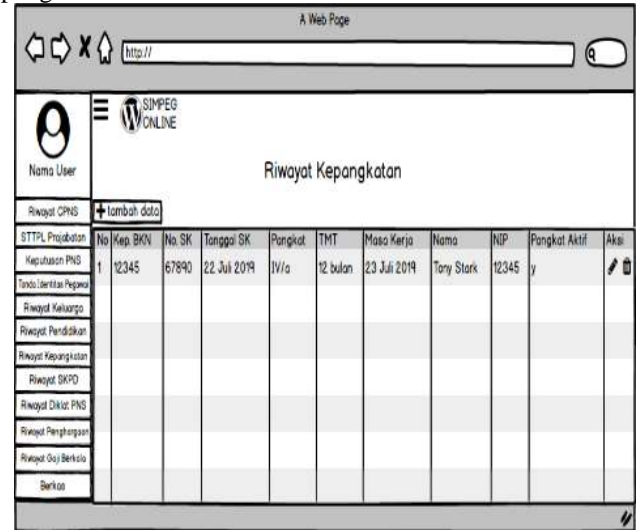 A Web Page
http://
SIMPEG
ONLINE
Nama User
Riwayat Kepangkatan
+ tambah data
Riwayat CPNS
STTPL Prajabatan
Keputusan PNS
Tanda Identitas Pegawai
Riwayat Keluarga
Riwayat Pendidikan
Riwayat Kepangkatan
Riwayat SKPD
Riwayat Diklat PNS
Riwayat Penghargaan
Riwayat Gaji Berkala
Berkas
No Kep. BKN No. SK Tanggal SK Pangkat TMT Masa Kerja Nama NIP Pangkat Aktif Aksi
1 12345 67890 22 Juli 2019 IV/a 12 bulan 23 Juli 2019 Tony Stark 12345 y